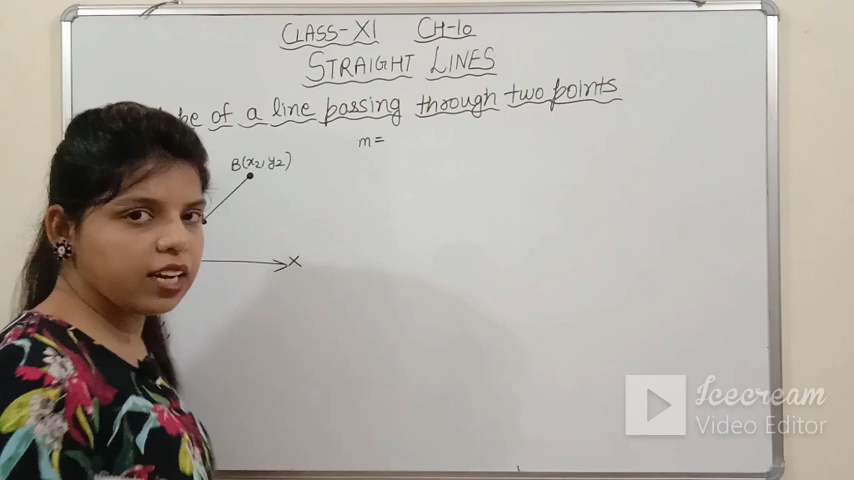 CLASS-XI CH-10
STRAIGHT LINES
of a line passing through two points
m=
B(x2, y2)
X
Icecream
Video Editor